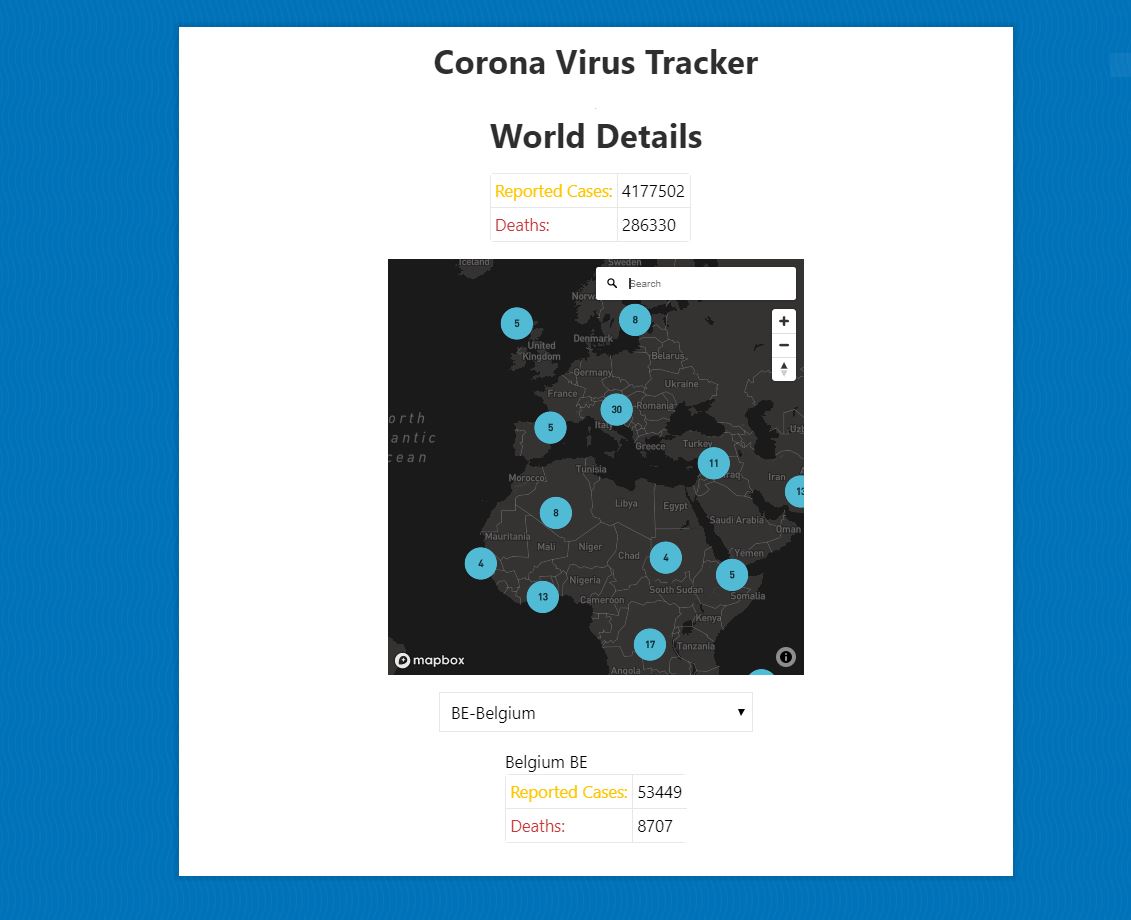 Corona Virus Tracker
World Details
Reported Cases: 4177502
Deaths: 286330
Iceland
Sweden
Search
Norw
5
8
United
Kingdom
Denmark
Belarus
Germany
Ukraine
France
30
Romania
orth
antic
cean
5
Ital
Uzb
Greece
Turkey
11
Tunisia
Morocco
raq
Iran
13
Libya
Egypt
8
Saudi Arabia
Oman
Mauritania
Mali
Niger
Chad
4
Yemen
4
5
Nigeria
South Sudan
Somalia
13
Cameroon
Kenya
17
Tanzania
Angola
mapbox
BE-Belgium
Belgium BE
Reported Cases: 53449
Deaths: 8707